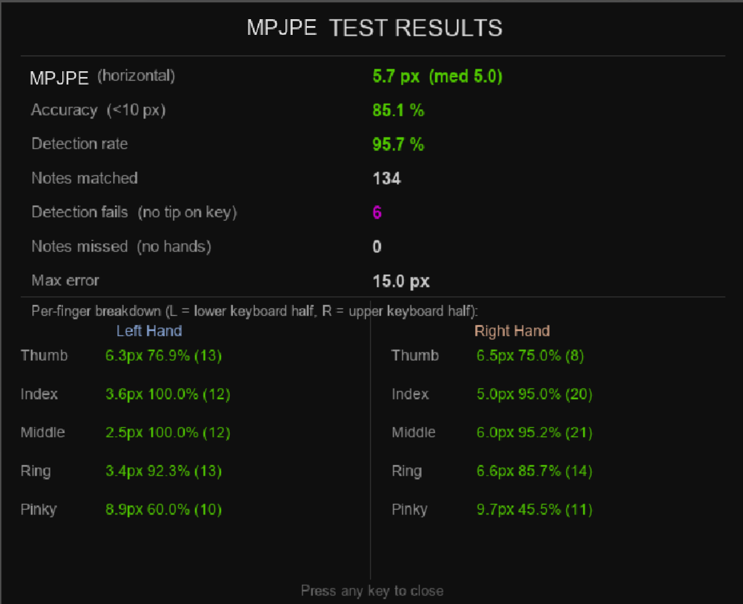 MPJPE TEST RESULTS
MPJPE (horizontal) 5.7 px (med 5.0)
Accuracy (<10 px) 85.1 %
Detection rate 95.7 %
Notes matched 134
Detection fails (no tip on key) 6
Notes missed (no hands) 0
Max error 15.0 px
Per-finger breakdown (L = lower keyboard half, R = upper keyboard half):
Left Hand Right Hand
Thumb 6.3px 76.9% (13) Thumb 6.5px 75.0% (8)
Index 3.6px 100.0% (12) Index 5.0px 95.0% (20)
Middle 2.5px 100.0% (12) Middle 6.0px 95.2% (21)
Ring 3.4px 92.3% (13) Ring 6.6px 85.7% (14)
Pinky 8.9px 60.0% (10) Pinky 9.7px 45.5% (11)
Press any key to close